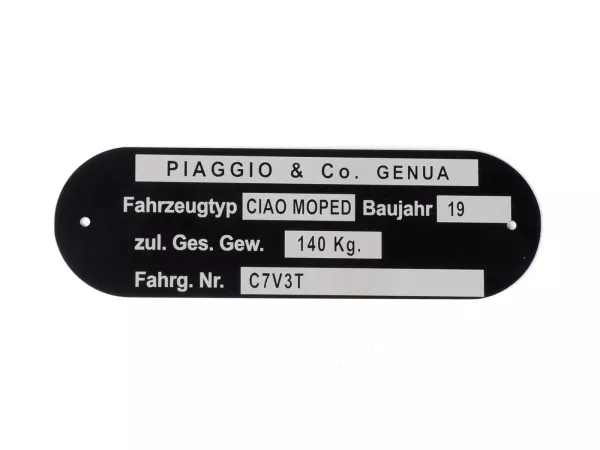 PIAGGIO & Co. GENUA
Fahrzeugtyp CIAO MOPED Baujahr 19
zul. Ges. Gew. 140 Kg.
Fahrg. Nr. C7V3T